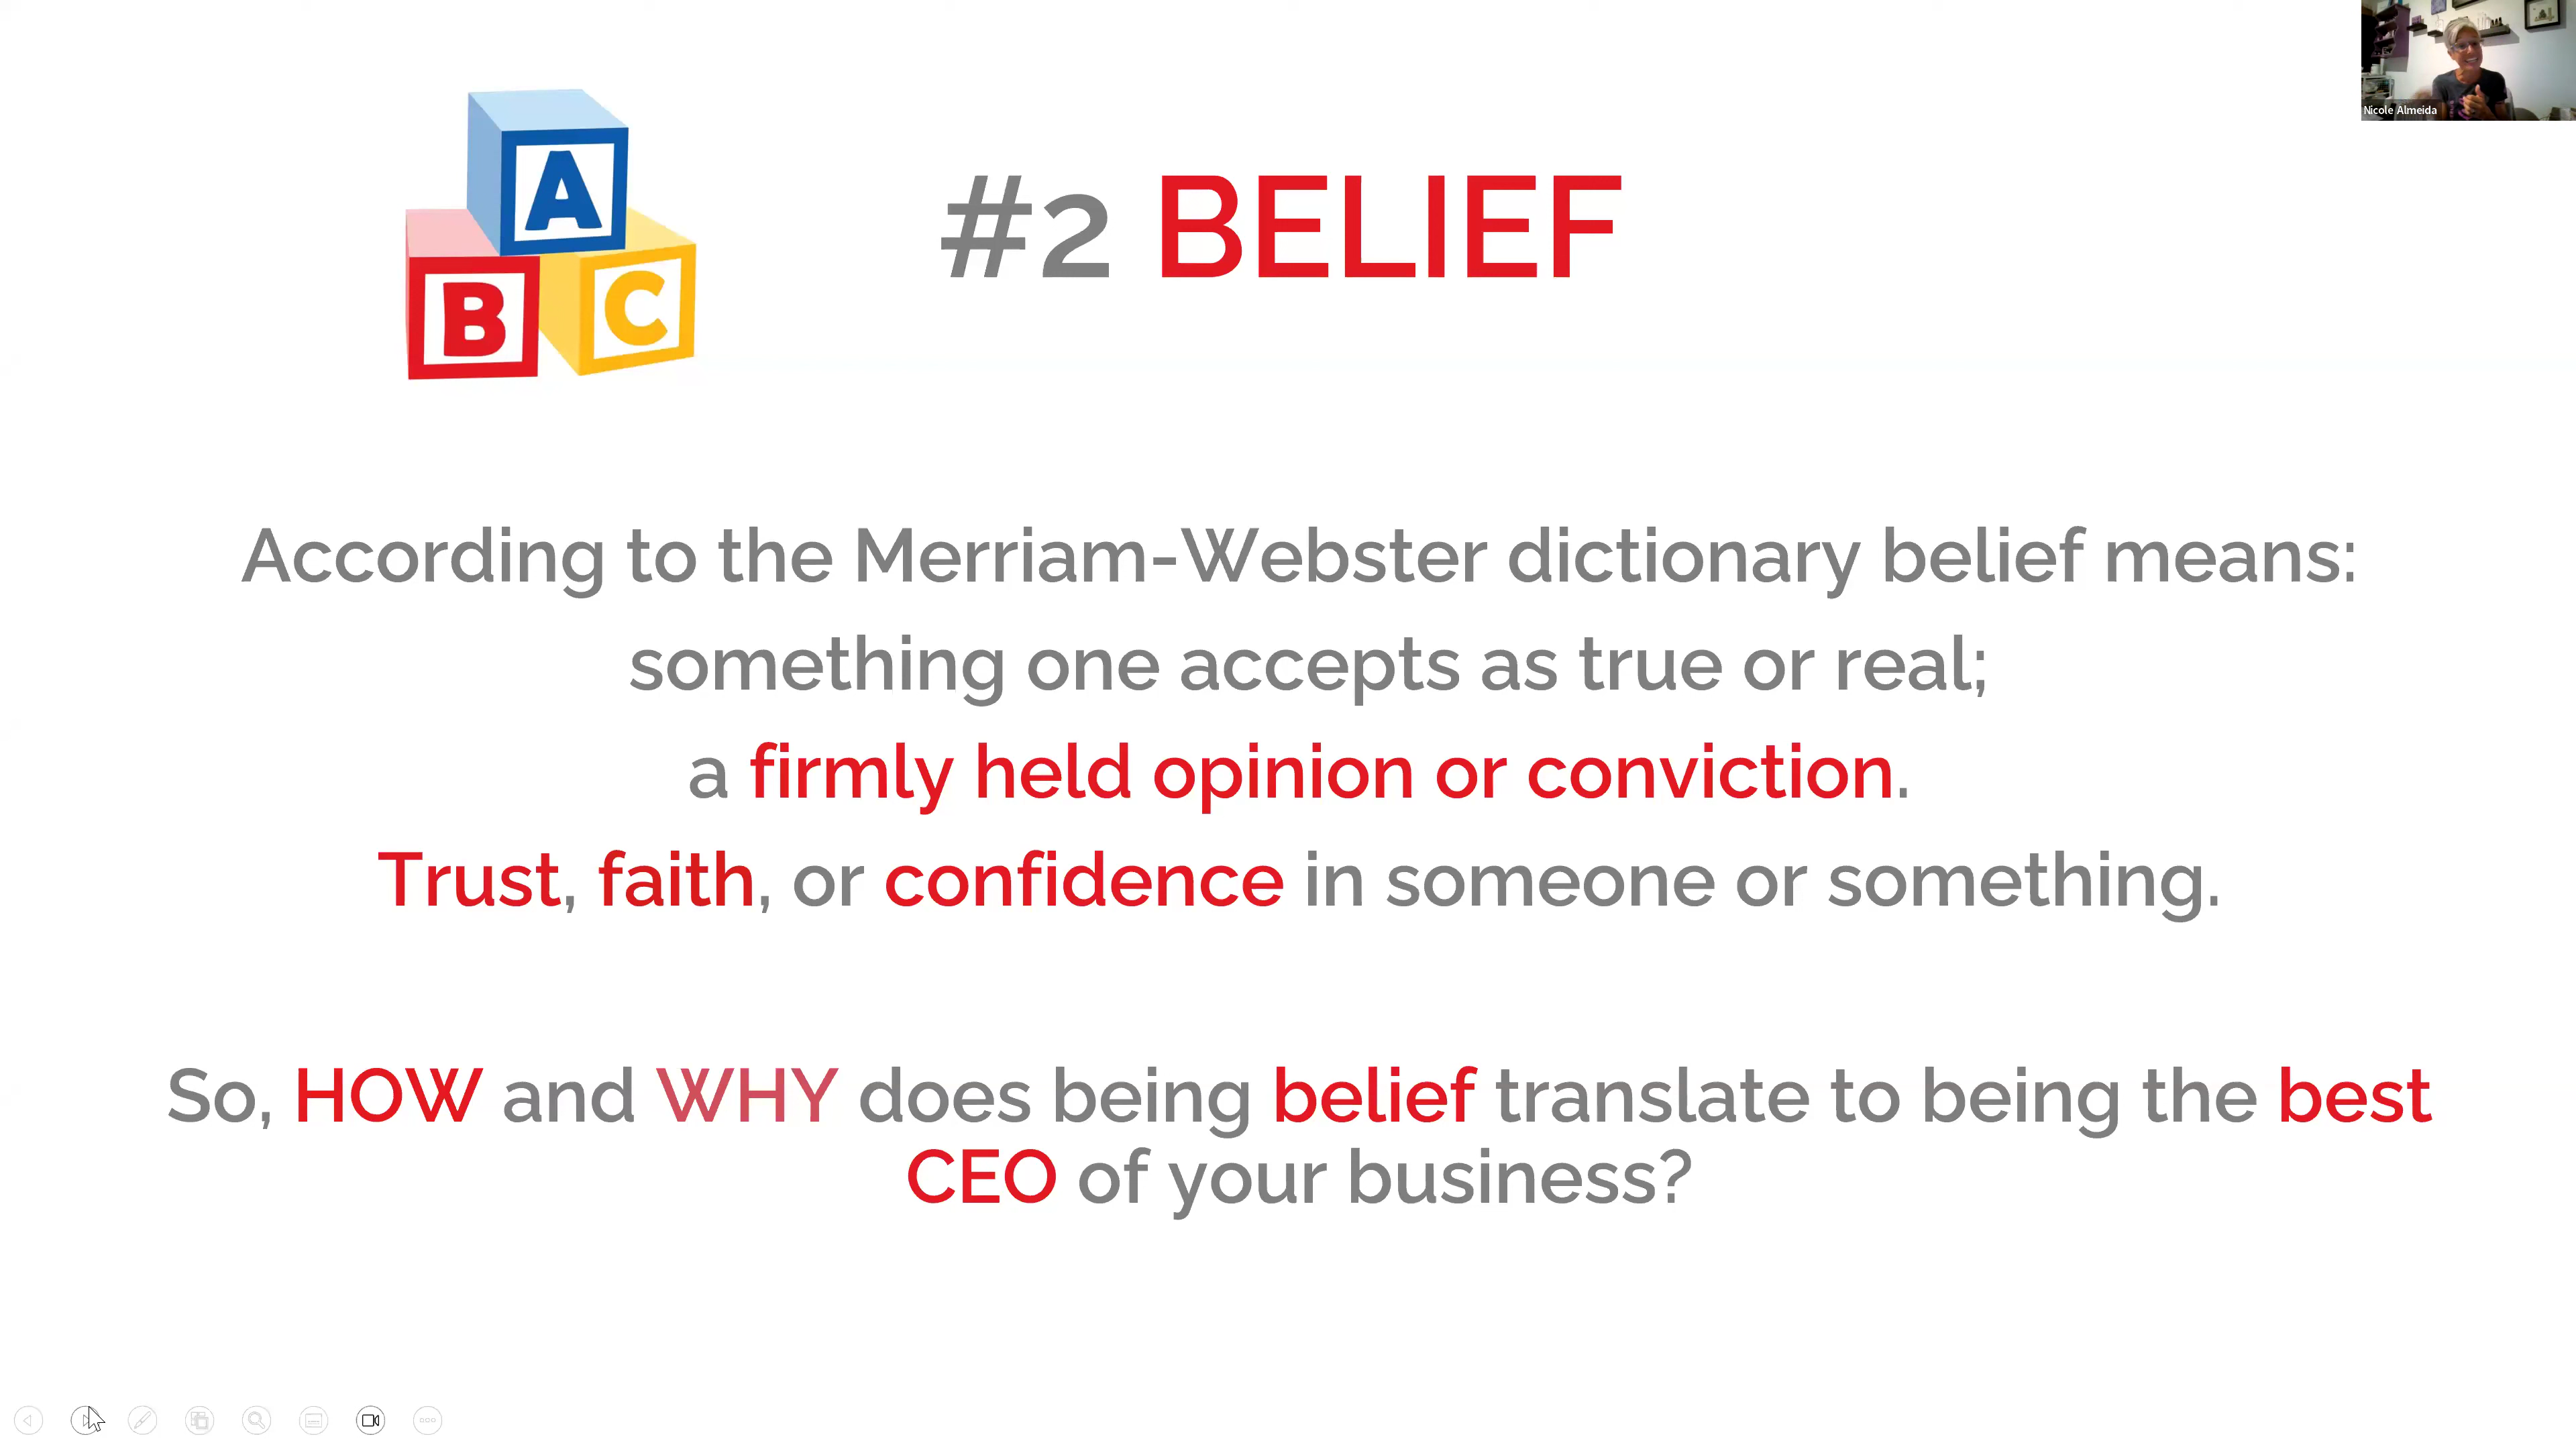 Nicole Almeida
A
B
C
#2 BELIEF
According to the Merriam-Webster dictionary belief means:
something one accepts as true or real;
a firmly held opinion or conviction.
Trust, faith, or confidence in someone or something.
So, HOW and WHY does being belief translate to being the best
CEO of your business?